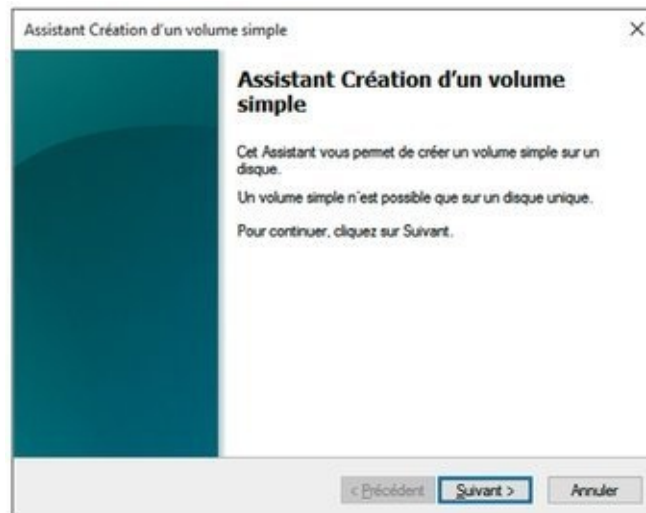 Assistant Création d'un volume simple
Assistant Création d'un volume
simple
Cet Assistant vous permet de créer un volume simple sur un
disque.
Un volume simple n'est possible que sur un disque unique.
Pour continuer, cliquez sur Suivant.
< Précédent
Suivant >
Annuler